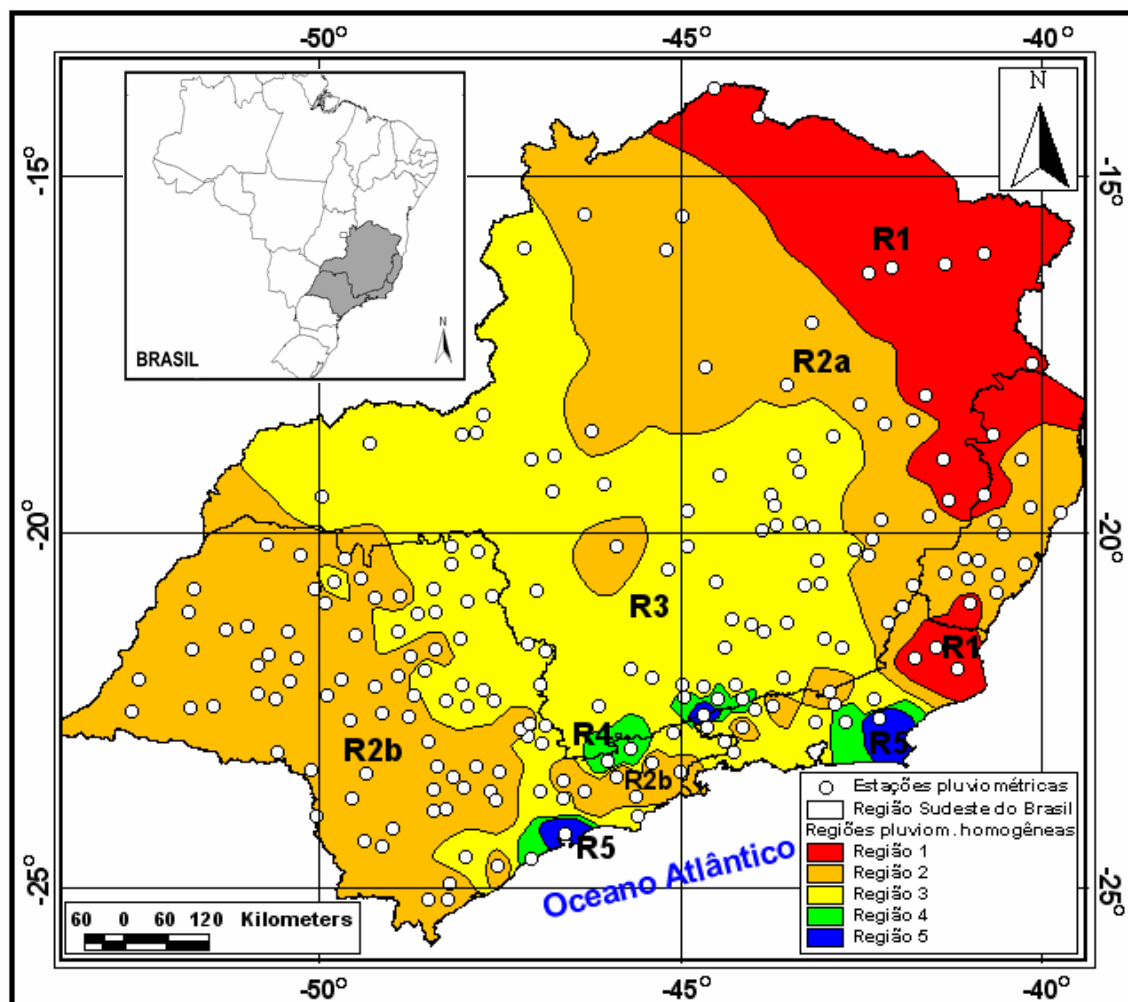 -50°
-45°
-40°
N
-15°
-15°
R1
BRASIL
N
R2a
-20°
-20°
R3
R1
R4
R5
R2b
R2b
R5
Oceano Atlântico
-25°
-25°
60 0 60 120 Kilometers
Estações pluviométricas
Região Sudeste do Brasil
Regiões pluviom. homogêneas
Região 1
Região 2
Região 3
Região 4
Região 5
-50°
-45°
-40°